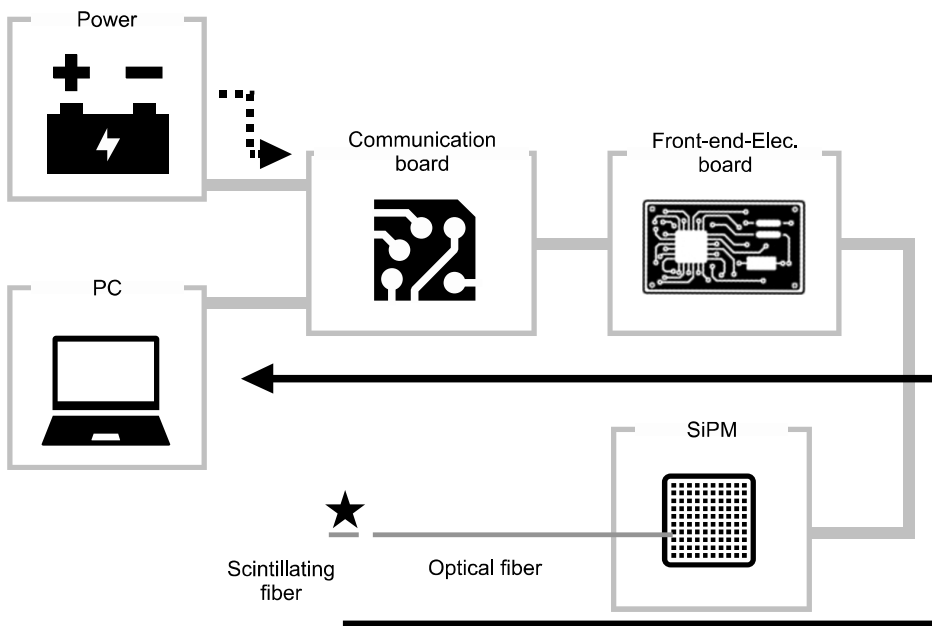 Power
Communication
board
Front-end-Elec.
board
PC
SiPM
Scintillating
fiber
Optical fiber